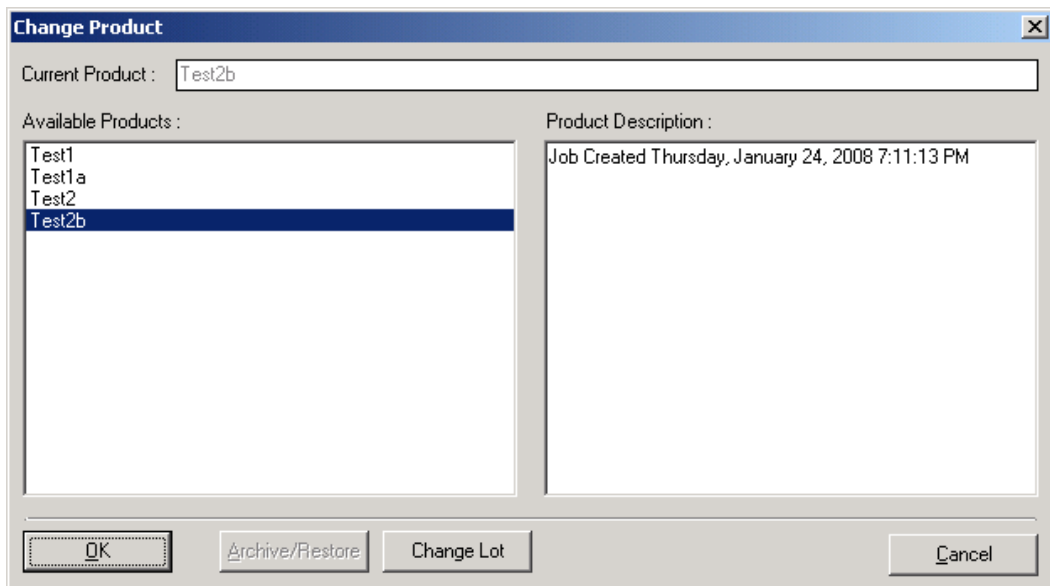 Change Product
Current Product : Test2b
Available Products :
Test1
Test1a
Test2
Test2b
Product Description :
Job Created Thursday, January 24, 2008 7:11:13 PM
OK
Archive/Restore
Change Lot
Cancel